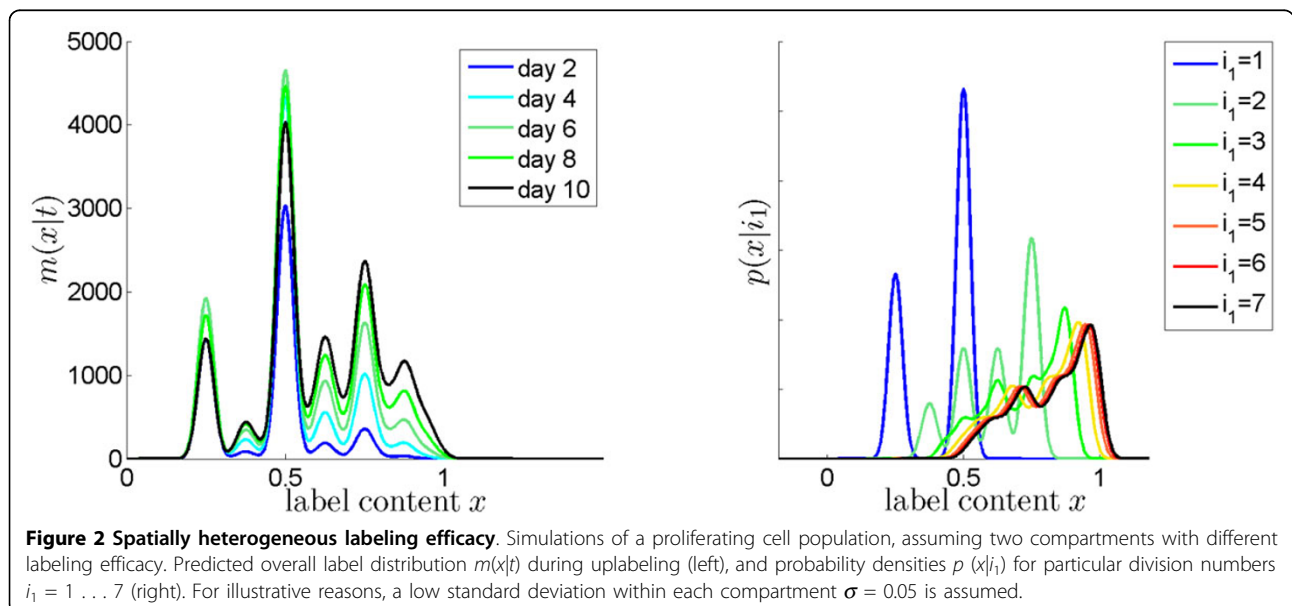 5000
4000
3000
2000
1000
0
m(x|t)
0
0.5
1
label content x
day 2
day 4
day 6
day 8
day 10
p(x|i₁)
0
0.5
1
label content x
i₁=1
i₁=2
i₁=3
i₁=4
i₁=5
i₁=6
i₁=7
Figure 2 Spatially heterogeneous labeling efficacy. Simulations of a proliferating cell population, assuming two compartments with different
labeling efficacy. Predicted overall label distribution m(x|t) during uplabeling (left), and probability densities p (x|i₁) for particular division numbers
i₁ = 1 . . . 7 (right). For illustrative reasons, a low standard deviation within each compartment σ = 0.05 is assumed.